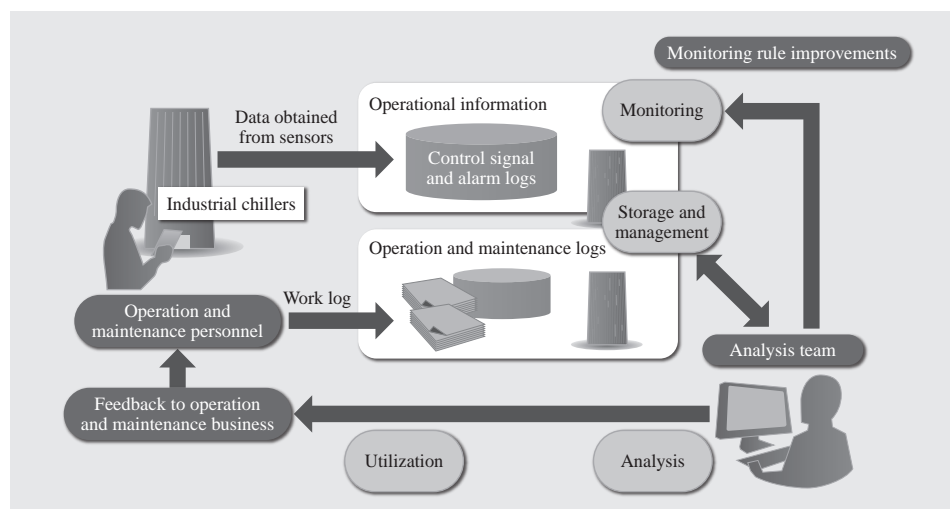 Monitoring rule improvements
Operational information
Monitoring
Data obtained
from sensors
Control signal
and alarm logs
Industrial chillers
Storage and
management
Operation and maintenance logs
Work log
Operation and
maintenance personnel
Analysis team
Feedback to operation
and maintenance business
Utilization
Analysis